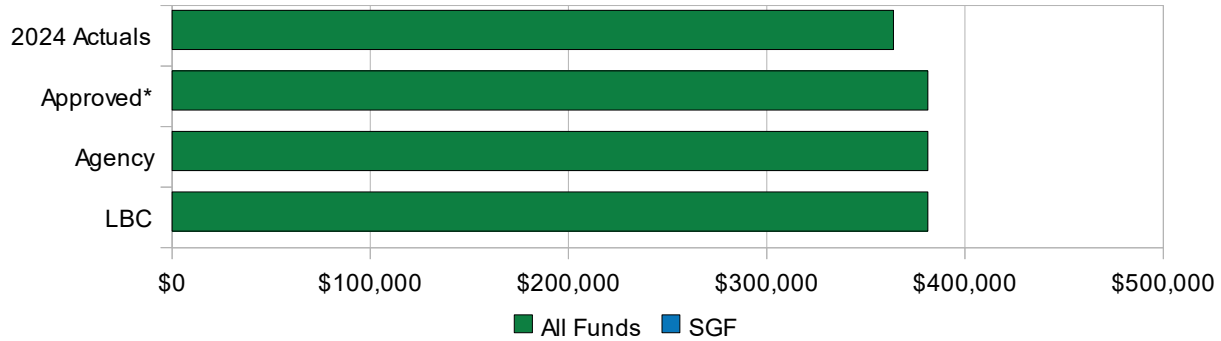 2024 Actuals
Approved*
Agency
LBC
$0 $100,000 $200,000 $300,000 $400,000 $500,000
All Funds SGF